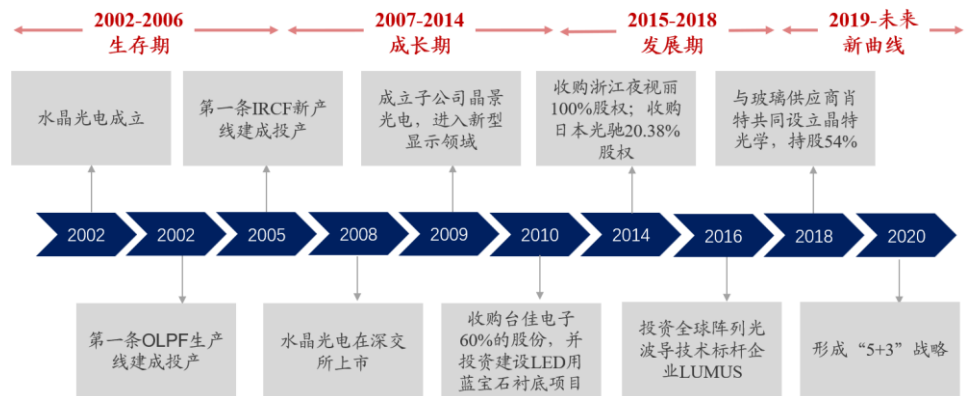 2002-2006
生存期
2007-2014
成长期
2015-2018
发展期
2019-未来
新曲线
水晶光电成立
第一条IRCF新产
线建成投产
成立子公司晶景
光电，进入新型
显示领域
收购浙江夜视丽
100%股权；收购
日本光驰20.38%
股权
与玻璃供应商肖
特共同设立晶特
光学，持股54%
2002
2002
2005
2008
2009
2010
2014
2016
2018
2020
第一条OLPF生产
线建成投产
水晶光电在深交
所上市
收购台佳电子
60%的股份，并
投资建设LED用
蓝宝石衬底项目
投资全球阵列光
波导技术标杆企
业LUMUS
形成“5+3”战略